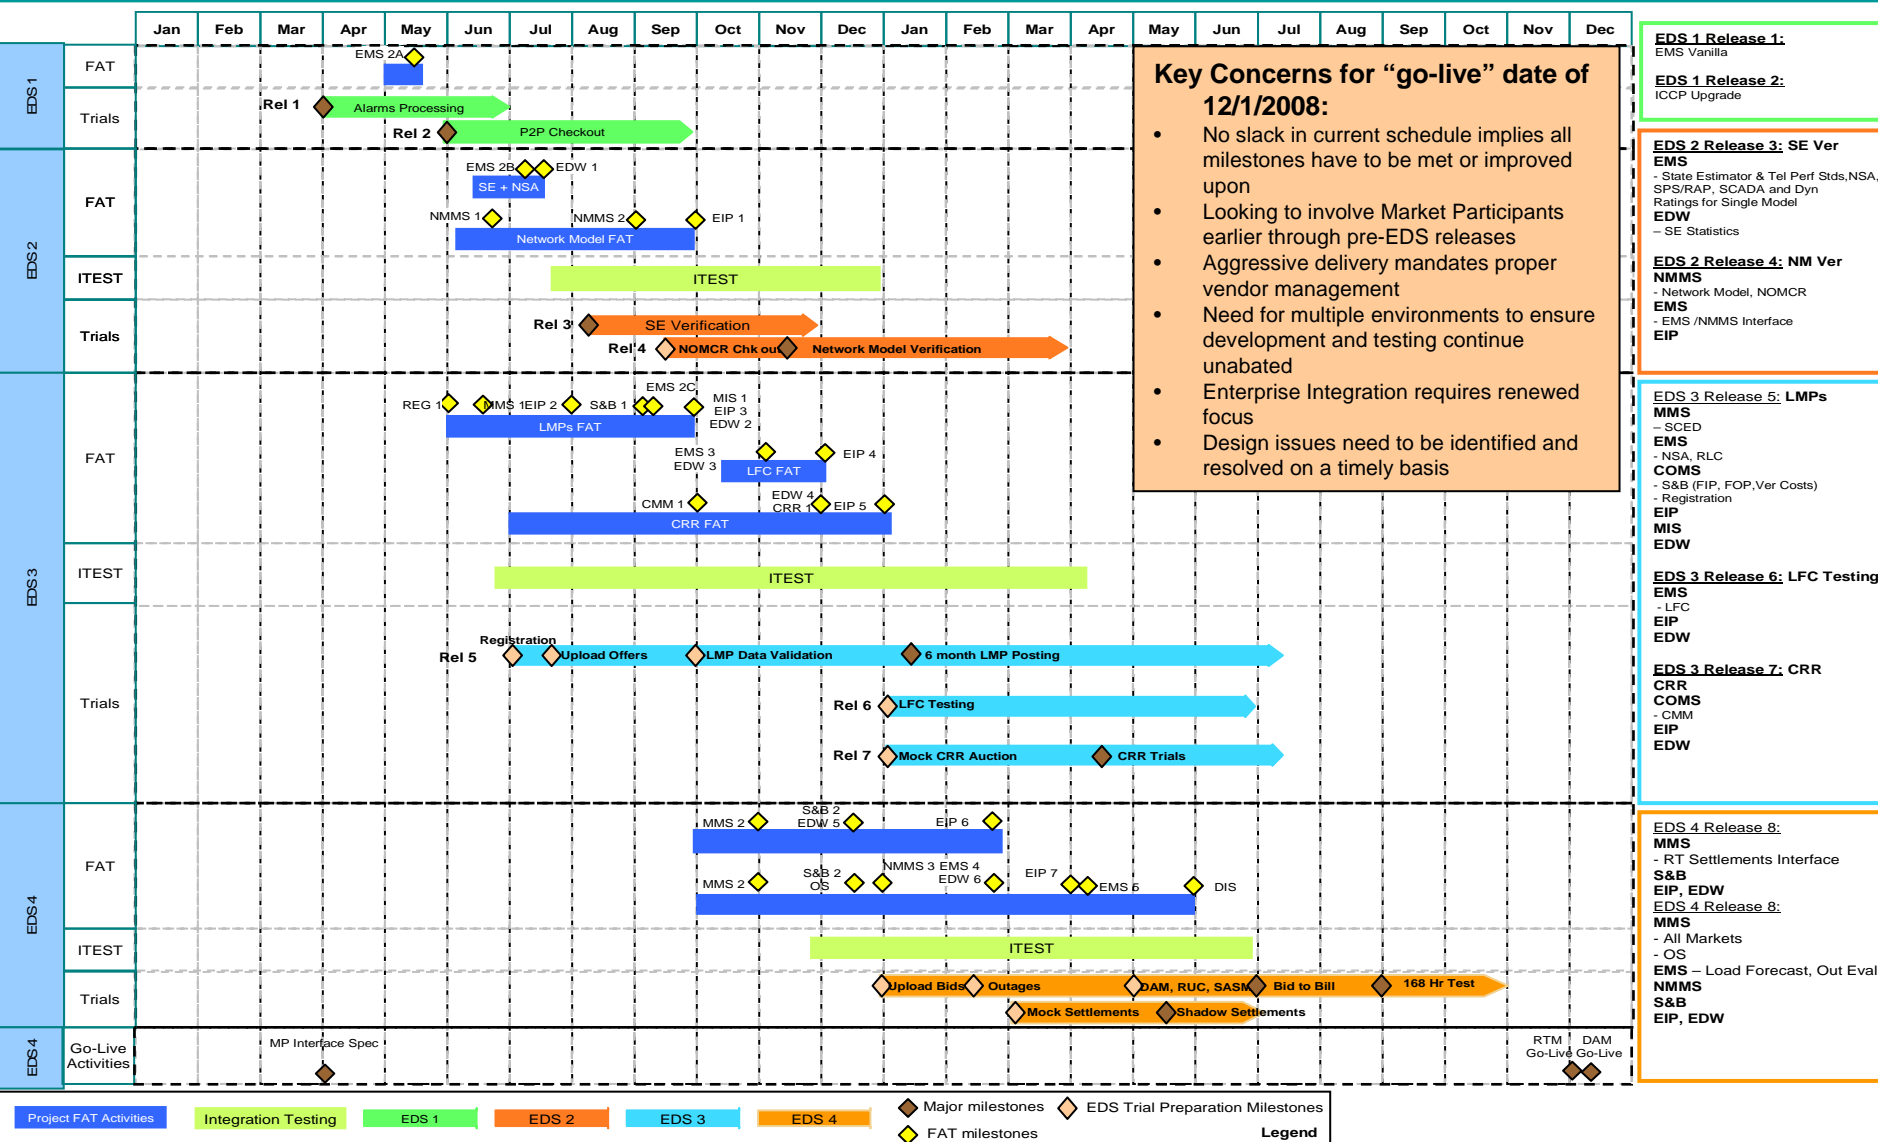 Jan Feb Mar Apr May Jun Jul Aug Sep Oct Nov Dec Jan Feb Mar Apr May Jun Jul Aug Sep Oct Nov Dec
EDS 1
FAT
EMS 2A
Trials
Rel 1
Alarms Processing
Rel 2
P2P Checkout
EDS 2
FAT
EMS 2B
EDW 1
SE + NSA
NMMS 1
NMMS 2
EIP 1
Network Model FAT
ITEST
ITEST
Trials
Rel 3
SE Verification
Rel 4
NOMCR Chk out
Network Model Verification
EDS 3
FAT
REG 1
MMS 1
EIP 2
S&B 1
EMS 2C
MIS 1
EIP 3
EDW 2
LMPs FAT
EMS 3
EDW 3
EIP 4
LFC FAT
CMM 1
EDW 4
CRR 1
EIP 5
CRR FAT
ITEST
ITEST
Trials
Registration
Rel 5
Upload Offers
LMP Data Validation
6 month LMP Posting
Rel 6
LFC Testing
Rel 7
Mock CRR Auction
CRR Trials
EDS 4
FAT
MMS 2
S&B 2
EDW 5
EIP 6
MMS 2
S&B 2
OS
NMMS 3 EMS 4
EDW 6
EIP 7
EMS 5
DIS
ITEST
ITEST
Trials
Upload Bids
Outages
DAM, RUC, SASM
Bid to Bill
168 Hr Test
Mock Settlements
Shadow Settlements
EDS 4
Go-Live
Activities
MP Interface Spec
RTM
Go-Live
DAM
Go-Live
Key Concerns for “go-live” date of
12/1/2008:
• No slack in current schedule implies all
milestones have to be met or improved
upon
• Looking to involve Market Participants
earlier through pre-EDS releases
• Aggressive delivery mandates proper
vendor management
• Need for multiple environments to ensure
development and testing continue
unabated
• Enterprise Integration requires renewed
focus
• Design issues need to be identified and
resolved on a timely basis
EDS 1 Release 1:
EMS Vanilla
EDS 1 Release 2:
ICCP Upgrade
EDS 2 Release 3: SE Ver
EMS
- State Estimator & Tel Perf Stds,NSA,
SPS/RAP, SCADA and Dyn
Ratings for Single Model
EDW
– SE Statistics
EDS 2 Release 4: NM Ver
NMMS
- Network Model, NOMCR
EMS
- EMS /NMMS Interface
EIP
EDS 3 Release 5: LMPs
MMS
– SCED
EMS
- NSA, RLC
COMS
- S&B (FIP, FOP,Ver Costs)
- Registration
EIP
MIS
EDW
EDS 3 Release 6: LFC Testing
EMS
- LFC
EIP
EDW
EDS 3 Release 7: CRR
CRR
COMS
- CMM
EIP
EDW
EDS 4 Release 8:
MMS
- RT Settlements Interface
S&B
EIP, EDW
EDS 4 Release 8:
MMS
- All Markets
- OS
EMS – Load Forecast, Out Eval
NMMS
S&B
EIP, EDW
Project FAT Activities
Integration Testing
EDS 1
EDS 2
EDS 3
EDS 4
Major milestones
EDS Trial Preparation Milestones
FAT milestones
Legend